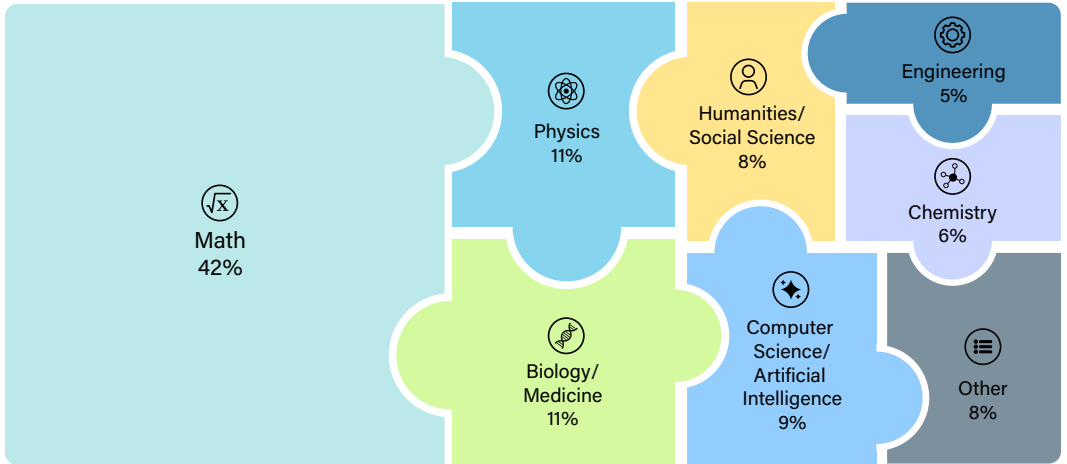 √x
Math
42%
Physics
11%
Biology/
Medicine
11%
Humanities/
Social Science
8%
Computer
Science/
Artificial
Intelligence
9%
Engineering
5%
Chemistry
6%
Other
8%